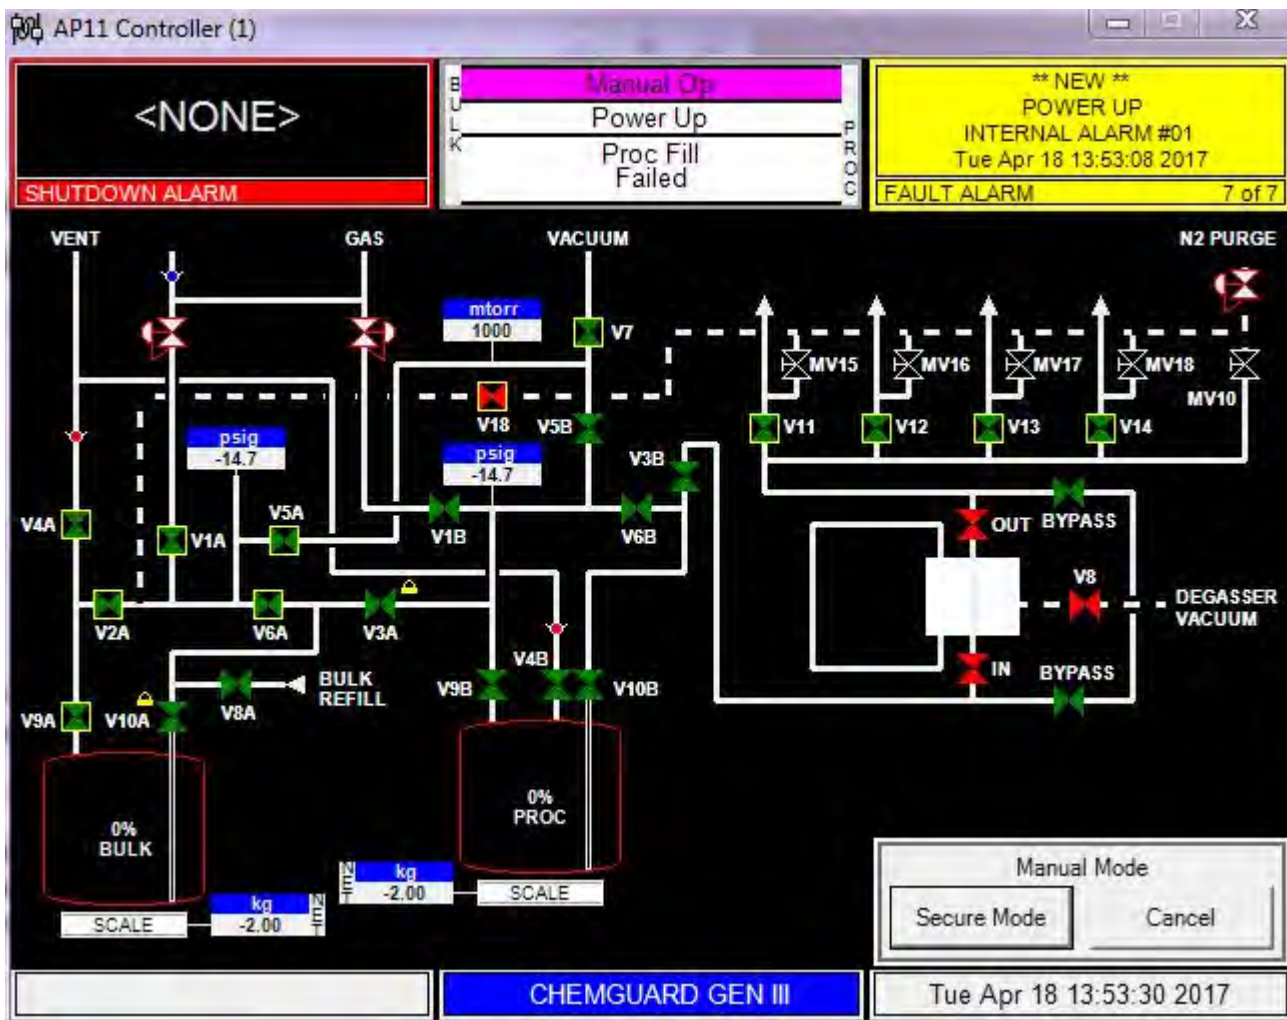 AP11 Controller (1)
<NONE>
SHUTDOWN ALARM
BULK
Manual Op
Power Up
Proc Fill
Failed
PROC
** NEW **
POWER UP
INTERNAL ALARM #01
Tue Apr 18 13:53:08 2017
FAULT ALARM 7 of 7
VENT
GAS
VACUUM
N2 PURGE
mtorr
1000
V7
MV15
MV16
MV17
MV18
MV10
V18
V5B
V11
V12
V13
V14
psig
-14.7
psig
-14.7
V3B
V4A
V1A
V5A
V1B
V6B
OUT
BYPASS
V8
DEGASSER
VACUUM
V2A
V6A
V3A
V4B
IN
BYPASS
BULK
REFILL
V9A
V10A
V8A
V9B
V10B
0%
PROC
0%
BULK
NET
kg
-2.00
SCALE
SCALE
kg
-2.00
NET
Manual Mode
Secure Mode
Cancel
CHEMGUARD GEN III
Tue Apr 18 13:53:30 2017